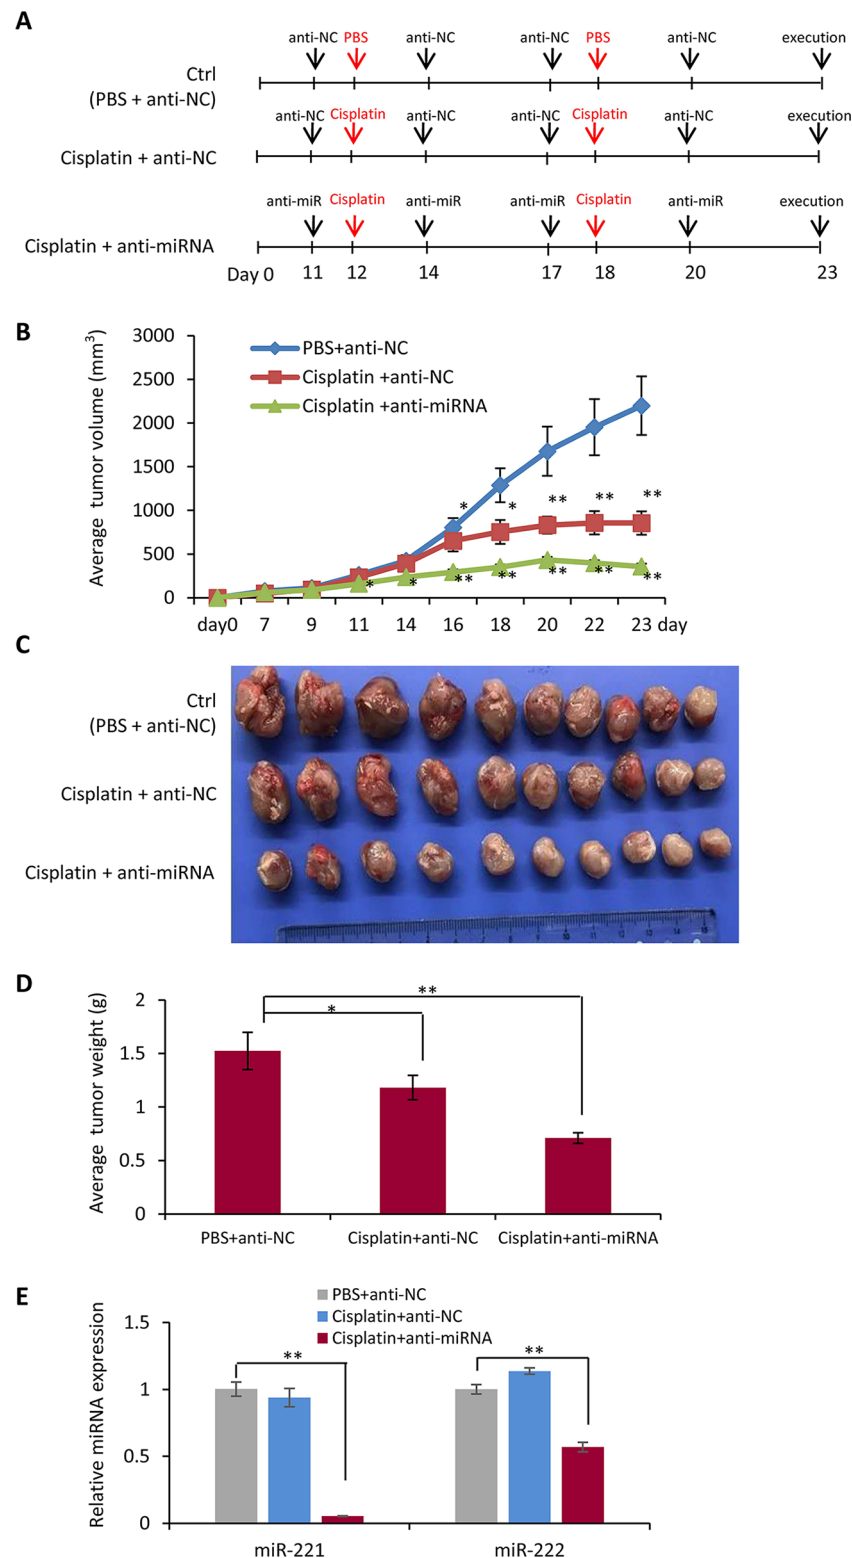 A
anti-NC PBS anti-NC anti-NC PBS anti-NC execution
Ctrl
(PBS + anti-NC)
anti-NC Cisplatin anti-NC anti-NC Cisplatin anti-NC execution
Cisplatin + anti-NC
anti-miR Cisplatin anti-miR anti-miR Cisplatin anti-miR execution
Cisplatin + anti-miRNA
Day 0 11 12 14 17 18 20 23
B
Average tumor volume (mm³)
3000
2500
2000
1500
1000
500
0
PBS+anti-NC
Cisplatin +anti-NC
Cisplatin +anti-miRNA
* * ** ** **
* * ** ** ** ** **
day0 7 9 11 14 16 18 20 22 23 day
C
Ctrl
(PBS + anti-NC)
Cisplatin + anti-NC
Cisplatin + anti-miRNA
D
Average tumor weight (g)
2
1.5
1
0.5
0
**
*
PBS+anti-NC Cisplatin+anti-NC Cisplatin+anti-miRNA
E
PBS+anti-NC
Cisplatin+anti-NC
Cisplatin+anti-miRNA
Relative miRNA expression
1.5
1
0.5
0
** **
miR-221 miR-222